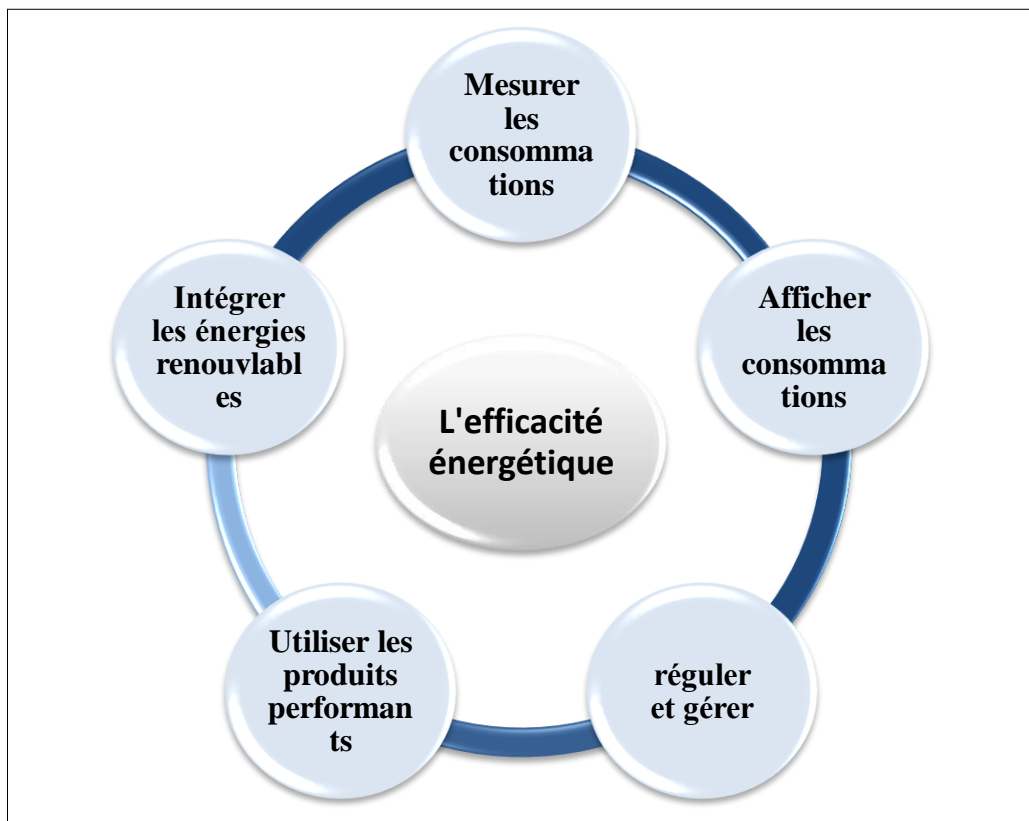 Mesurer
les
consomma
tions
Afficher
les
consomma
tions
réguler
et gérer
Utiliser les
produits
performan
ts
Intégrer
les énergies
renouvlabl
es
L'efficacité
énergétique